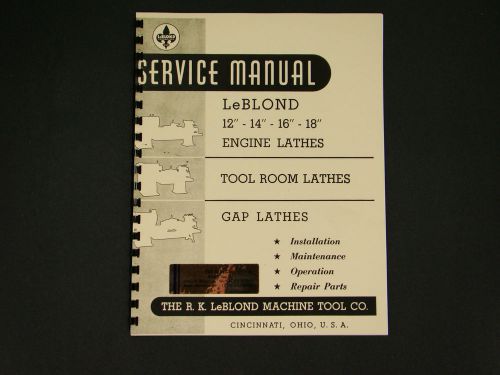 LeBLOND
SERVICE MANUAL
LeBLOND
12" - 14" - 16" - 18"
ENGINE LATHES
TOOL ROOM LATHES
GAP LATHES
★ Installation
★ Maintenance
★ Operation
★ Repair Parts
THE R. K. LeBLOND MACHINE TOOL CO.
CINCINNATI, OHIO, U. S. A.